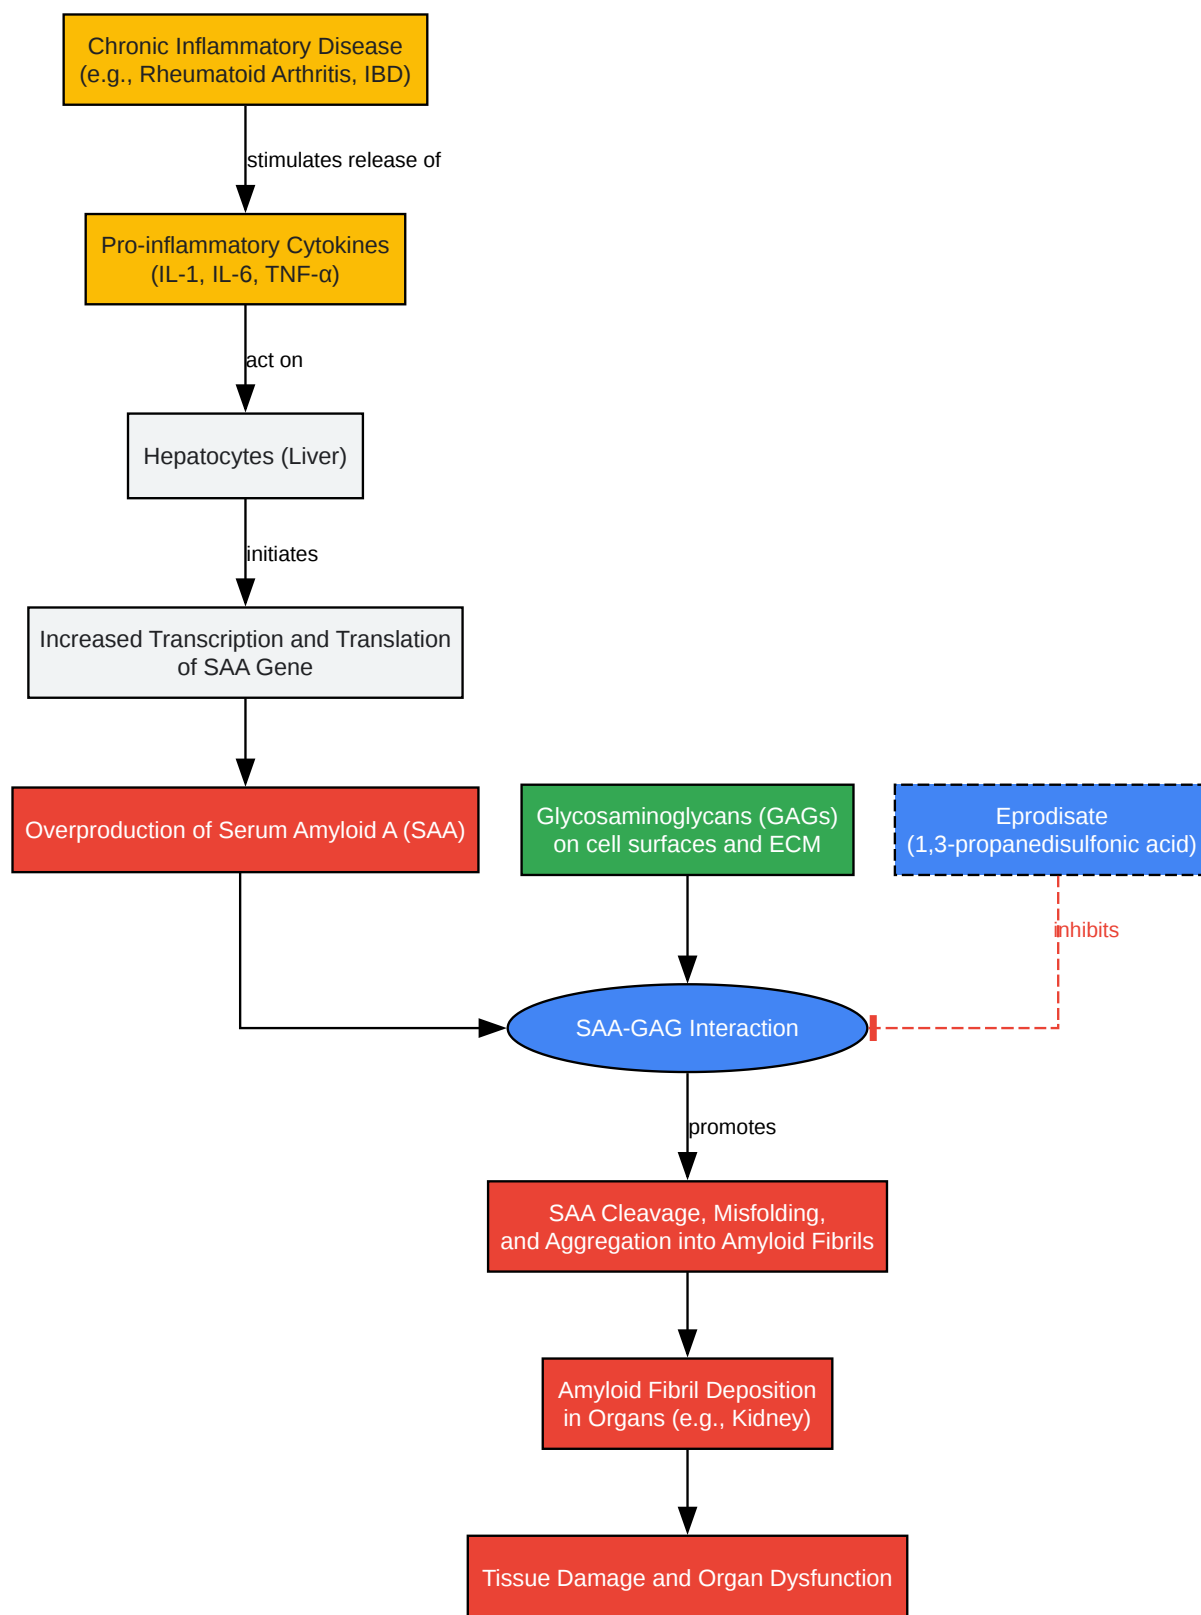 Chronic Inflammatory Disease
(e.g., Rheumatoid Arthritis, IBD)
stimulates release of
Pro-inflammatory Cytokines
(IL-1, IL-6, TNF-α)
act on
Hepatocytes (Liver)
initiates
Increased Transcription and Translation
of SAA Gene
Overproduction of Serum Amyloid A (SAA)
Glycosaminoglycans (GAGs)
on cell surfaces and ECM
Eprodisate
(1,3-propanedisulfonic acid)
inhibits
SAA-GAG Interaction
promotes
SAA Cleavage, Misfolding,
and Aggregation into Amyloid Fibrils
Amyloid Fibril Deposition
in Organs (e.g., Kidney)
Tissue Damage and Organ Dysfunction